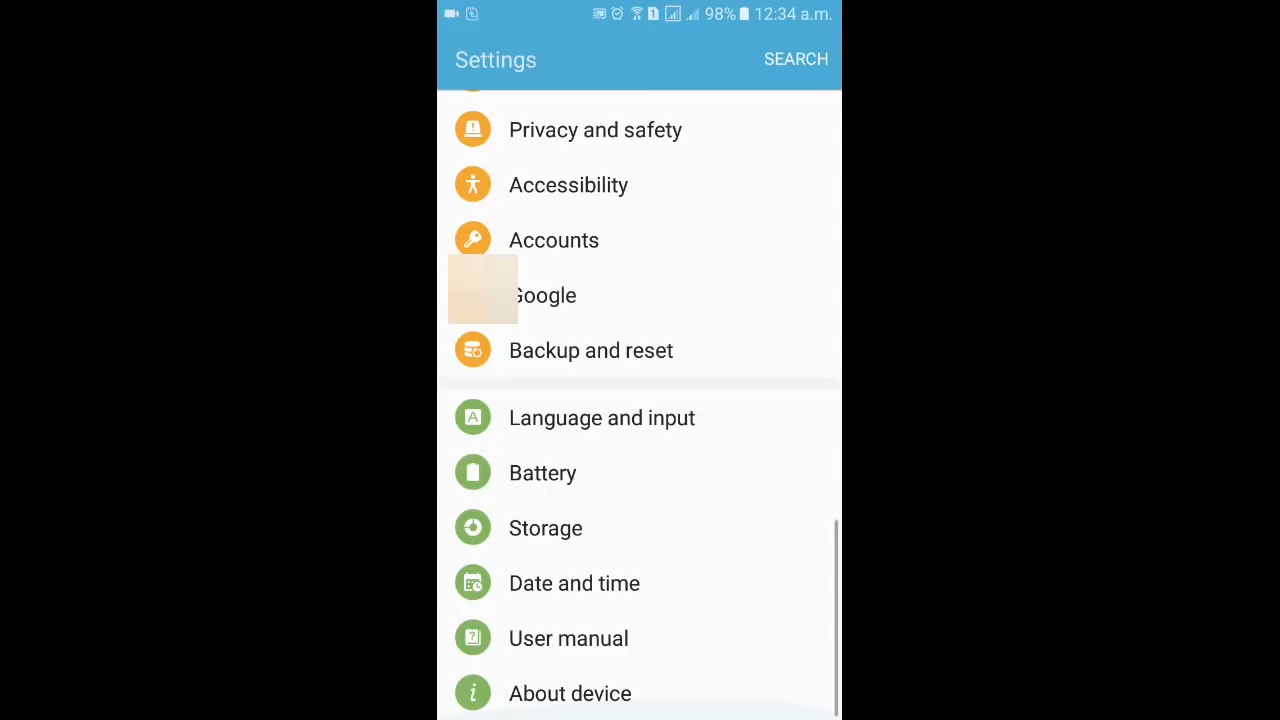 98% 12:34 a.m.
Settings SEARCH
Privacy and safety
Accessibility
Accounts
Google
Backup and reset
Language and input
Battery
Storage
Date and time
User manual
About device